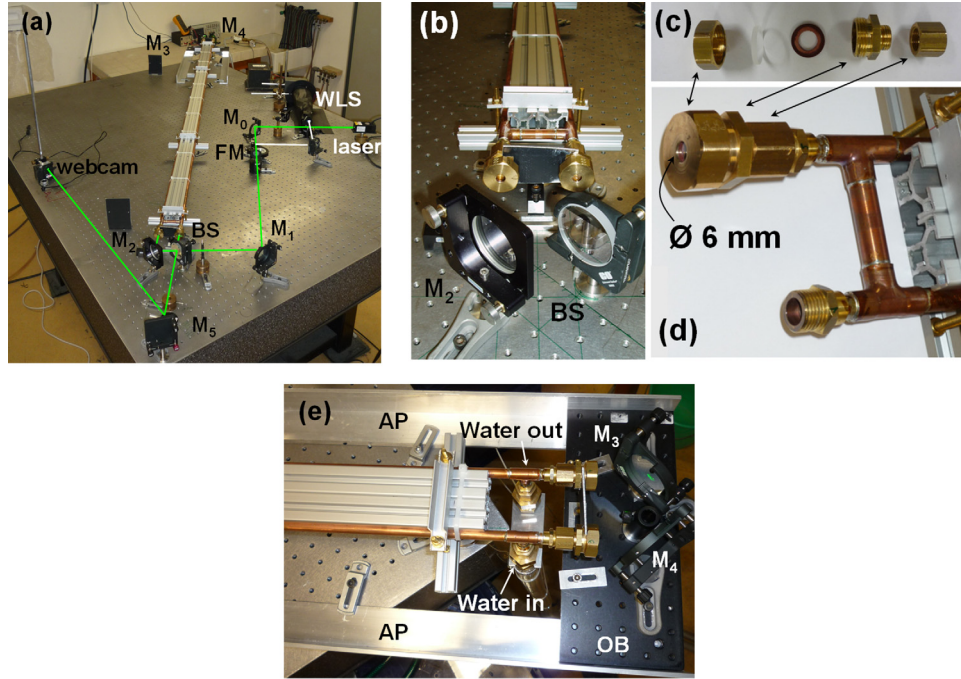 (a)
M₃
M₄
WLS
M₀
laser
FM
webcam
M₂
BS
M₁
M₅
(b)
M₂
BS
(c)
Ø 6 mm
(d)
(e)
AP
Water out
M₃
M₄
Water in
AP
OB